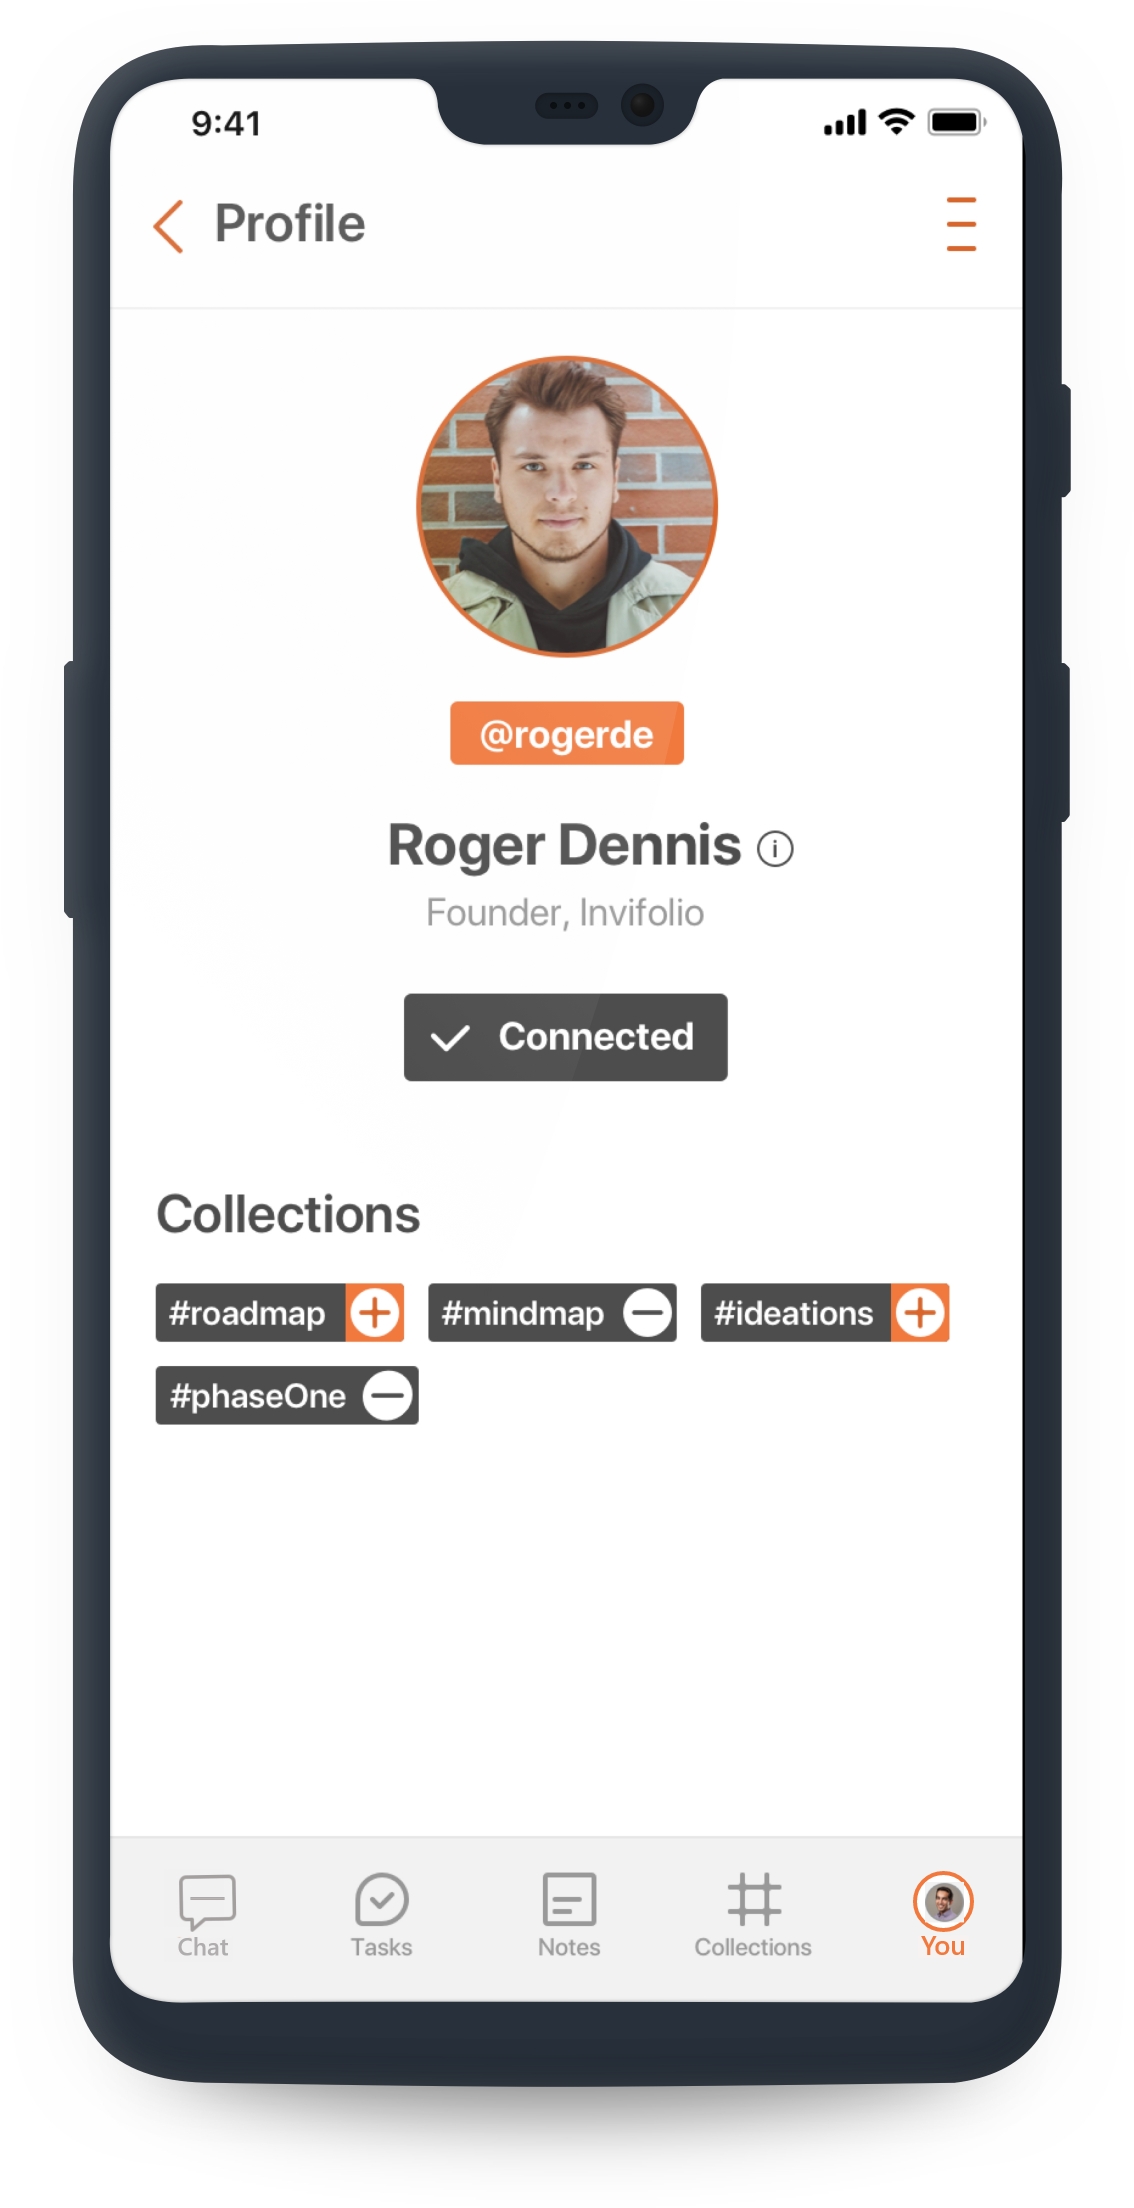 9:41
Profile
@rogerde
Roger Dennis
Founder, Invifolio
Connected
Collections
#roadmap #mindmap #ideations
#phaseOne
Chat Tasks Notes Collections You